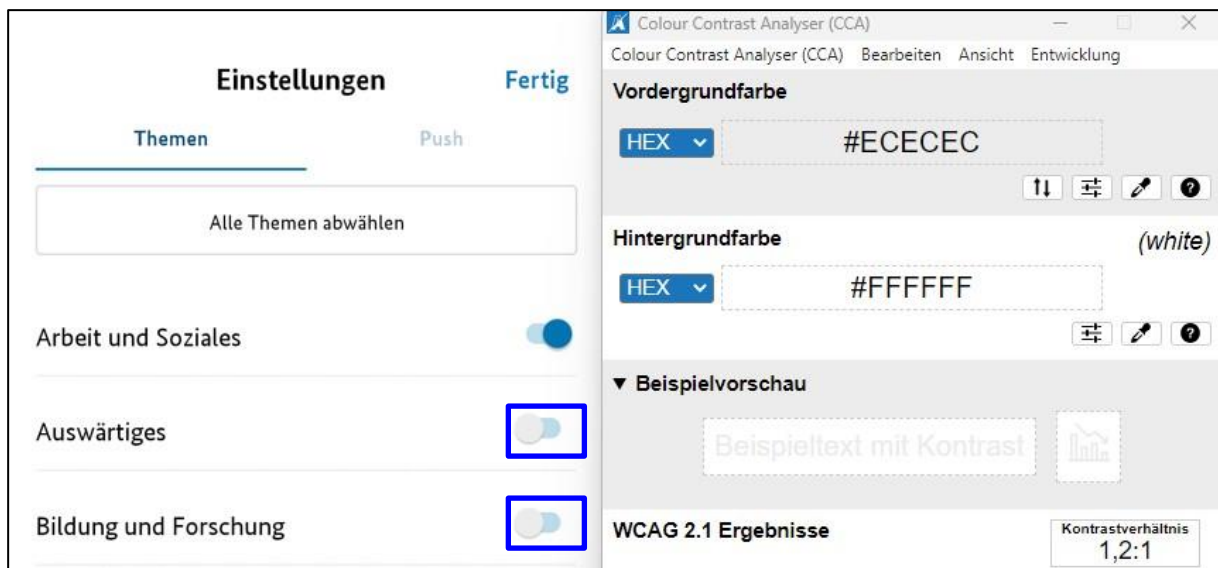 Einstellungen
Fertig
Themen
Push
Alle Themen abwählen
Arbeit und Soziales
Auswärtiges
Bildung und Forschung
Colour Contrast Analyser (CCA)
Colour Contrast Analyser (CCA) Bearbeiten Ansicht Entwicklung
Vordergrundfarbe
HEX #ECECEC
Hintergrundfarbe (white)
HEX #FFFFFF
▼ Beispielvorschau
Beispieltext mit Kontrast
WCAG 2.1 Ergebnisse
Kontrastverhältnis
1,2:1